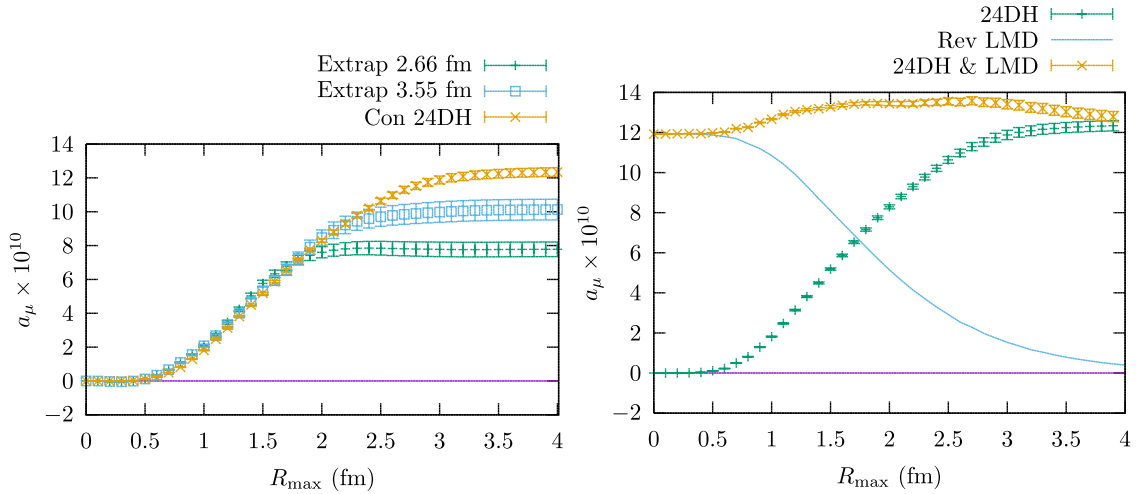 Extrap 2.66 fm
Extrap 3.55 fm
Con 24DH
14
12
10
8
6
4
2
0
−2
0 0.5 1 1.5 2 2.5 3 3.5 4
a_μ × 10^10
R_max (fm)
24DH
Rev LMD
24DH & LMD
14
12
10
8
6
4
2
0
−2
0 0.5 1 1.5 2 2.5 3 3.5 4
a_μ × 10^10
R_max (fm)